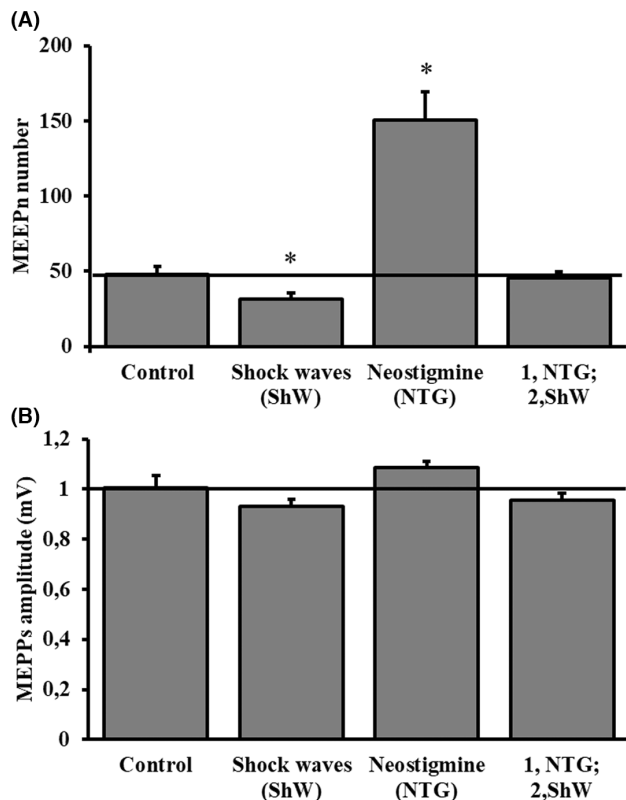 (A)
200
150
100
50
0
MEEPn number
*
*
Control
Shock waves
(ShW)
Neostigmine
(NTG)
1, NTG;
2,ShW
(B)
1,2
1
0,8
0,6
0,4
0,2
0
MEPPs amplitude (mV)
Control
Shock waves
(ShW)
Neostigmine
(NTG)
1, NTG;
2,ShW